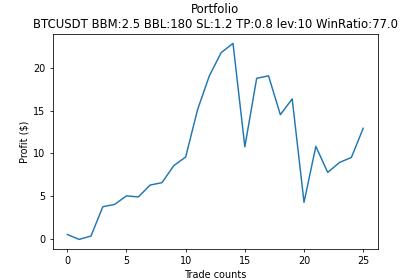 Portfolio
BTCUSDT BBM:2.5 BBL:180 SL:1.2 TP:0.8 lev:10 WinRatio:77.0
20
15
10
5
0
Profit ($)
0 5 10 15 20 25
Trade counts